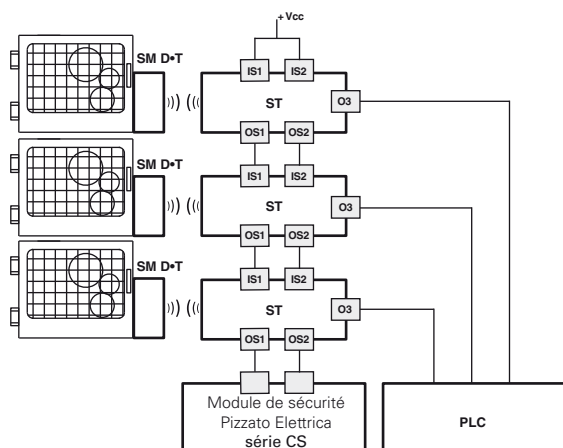 + Vcc
SM D•T
IS1 IS2
ST
O3
OS1 OS2
SM D•T
IS1 IS2
ST
O3
OS1 OS2
SM D•T
IS1 IS2
ST
O3
OS1 OS2
Module de sécurité
Pizzato Elettrica
série CS
PLC